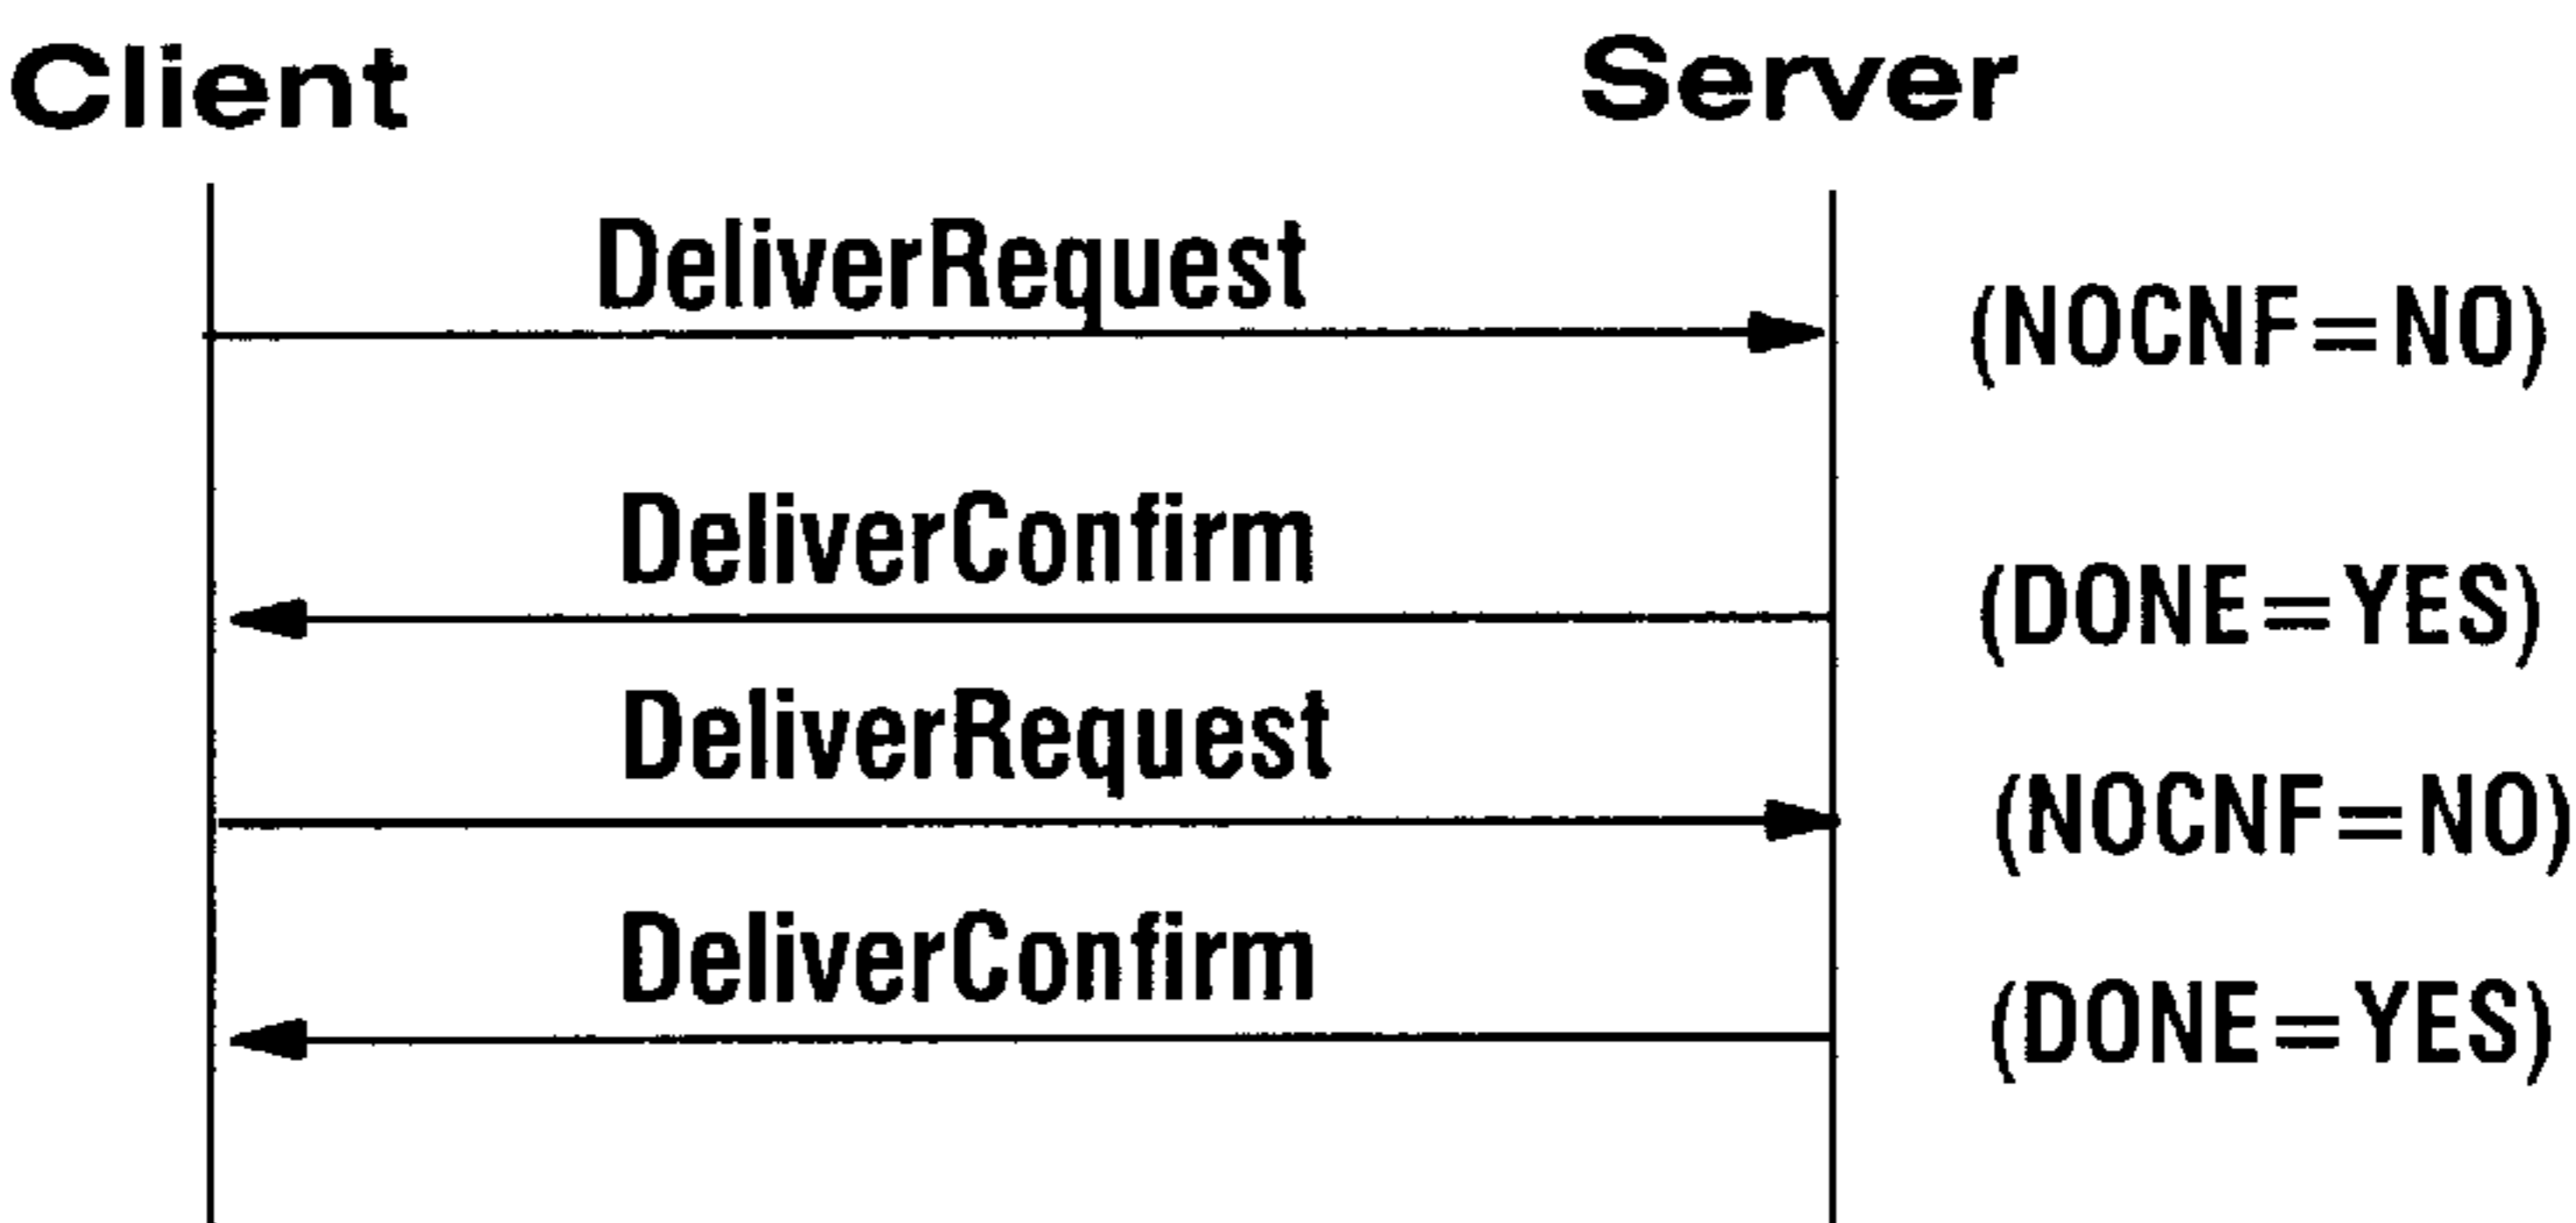 Client Server
DeliverRequest
(NOCNF=NO)
DeliverConfirm
(DONE=YES)
DeliverRequest
(NOCNF=NO)
DeliverConfirm
(DONE=YES)